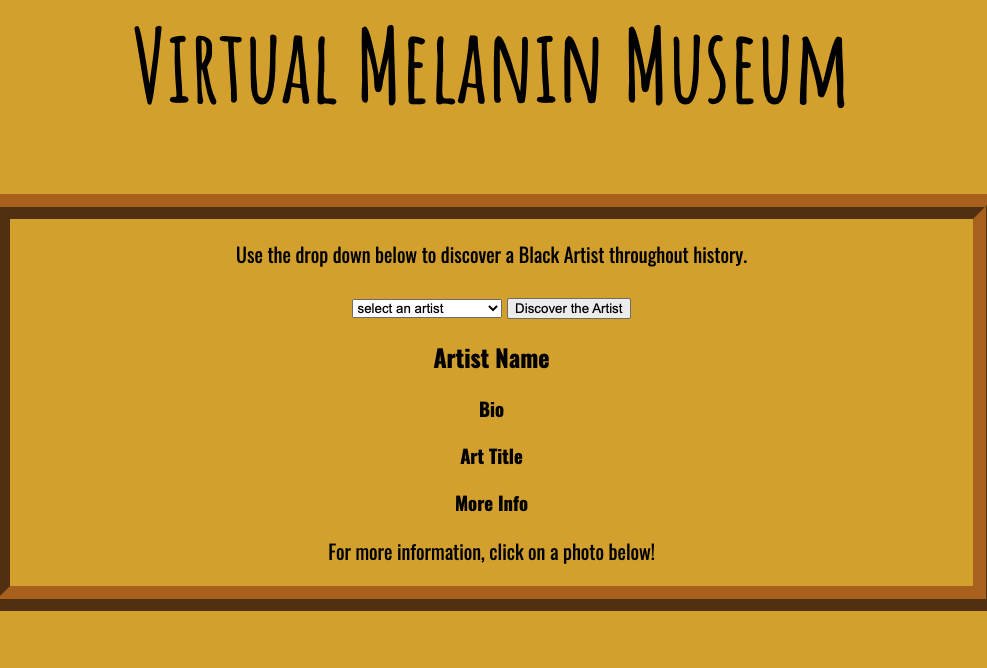 Virtual Melanin Museum
Use the drop down below to discover a Black Artist throughout history.
select an artist Discover the Artist
Artist Name
Bio
Art Title
More Info
For more information, click on a photo below!